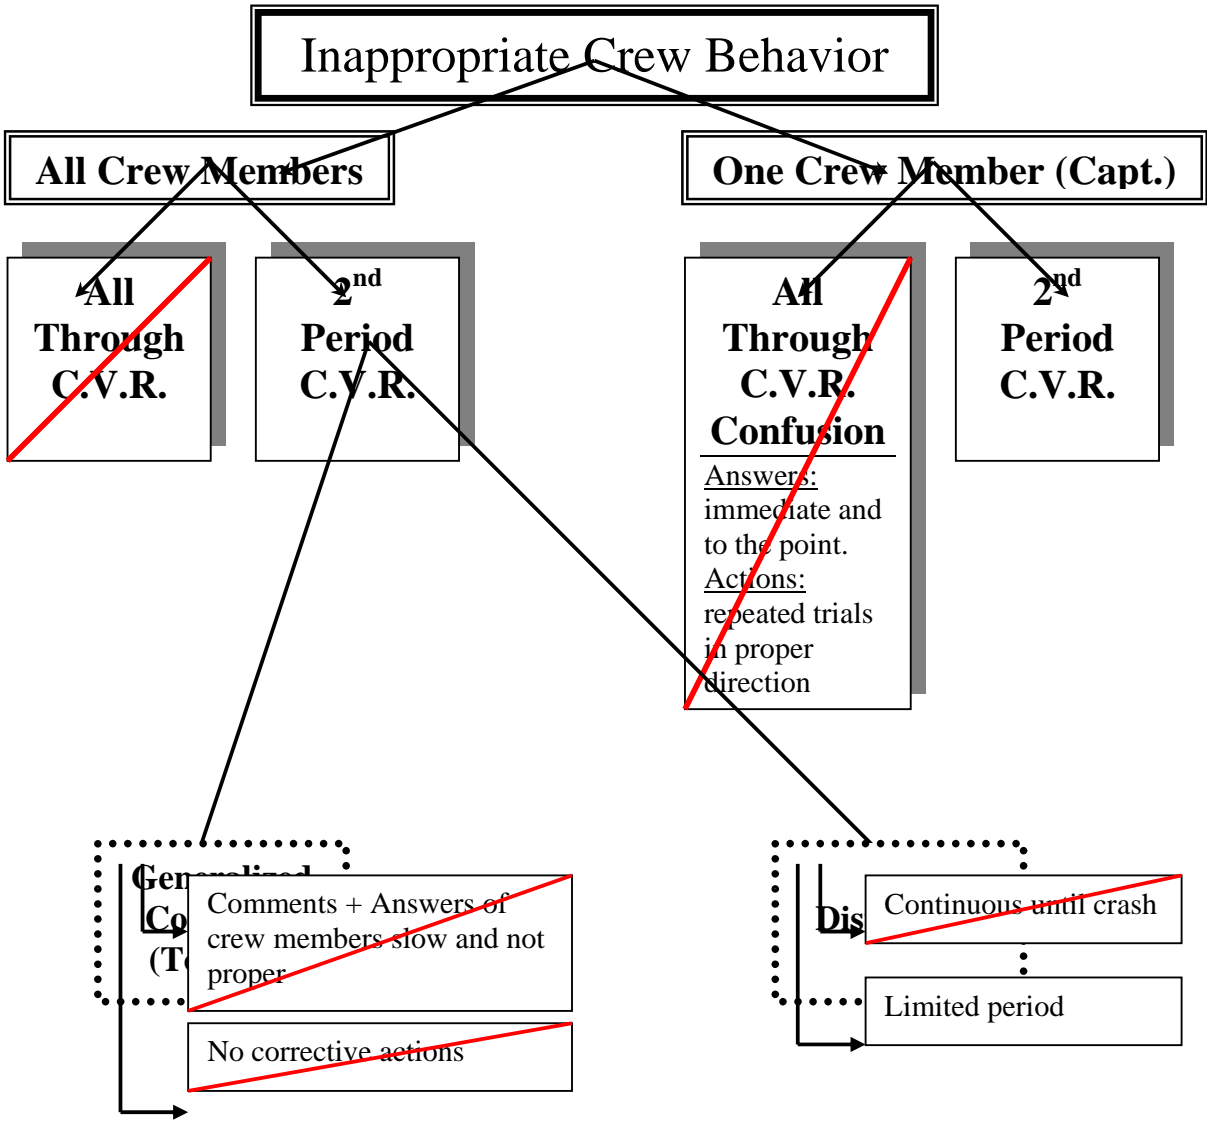 Inappropriate Crew Behavior
All Crew Members
One Crew Member (Capt.)
All
Through
C.V.R.
2nd
Period
C.V.R.
All
Through
C.V.R.
Confusion
Answers:
immediate and
to the point.
Actions:
repeated trials
in proper
direction
2nd
Period
C.V.R.
Comments + Answers of
crew members slow and not
proper
No corrective actions
Continuous until crash
Limited period